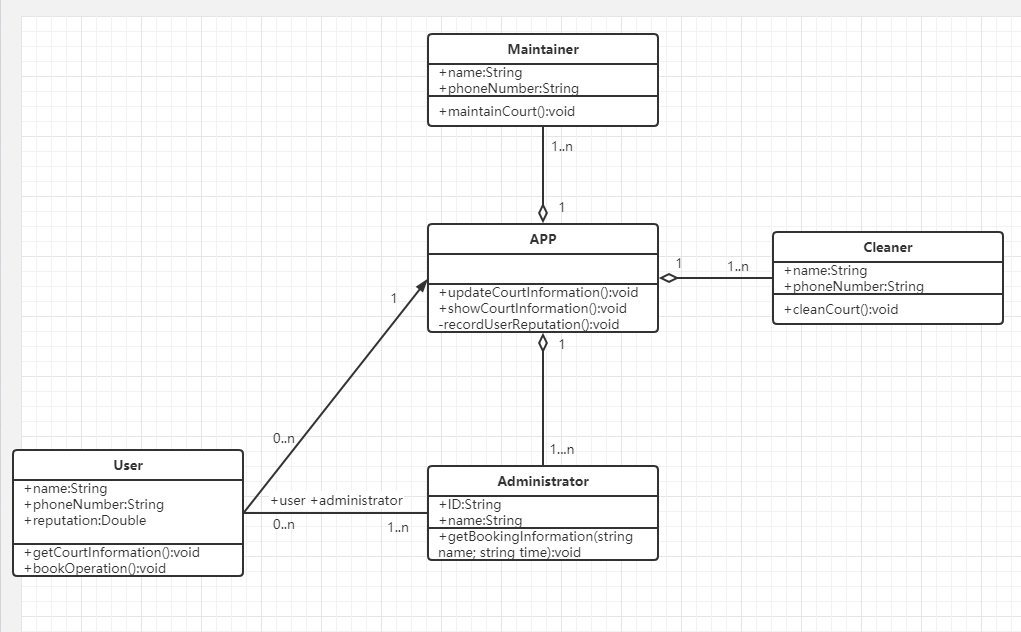 Maintainer
+name:String
+phoneNumber:String
+maintainCourt():void
1..n
1
APP
+updateCourtInformation():void
+showCourtInformation():void
-recordUserReputation():void
1
1..n
Cleaner
+name:String
+phoneNumber:String
+cleanCourt():void
1
1
0..n
1...n
User
+name:String
+phoneNumber:String
+reputation:Double
+getCourtInformation():void
+bookOperation():void
+user +administrator
0..n
1..n
Administrator
+ID:String
+name:String
+getBookingInformation(string
name; string time):void